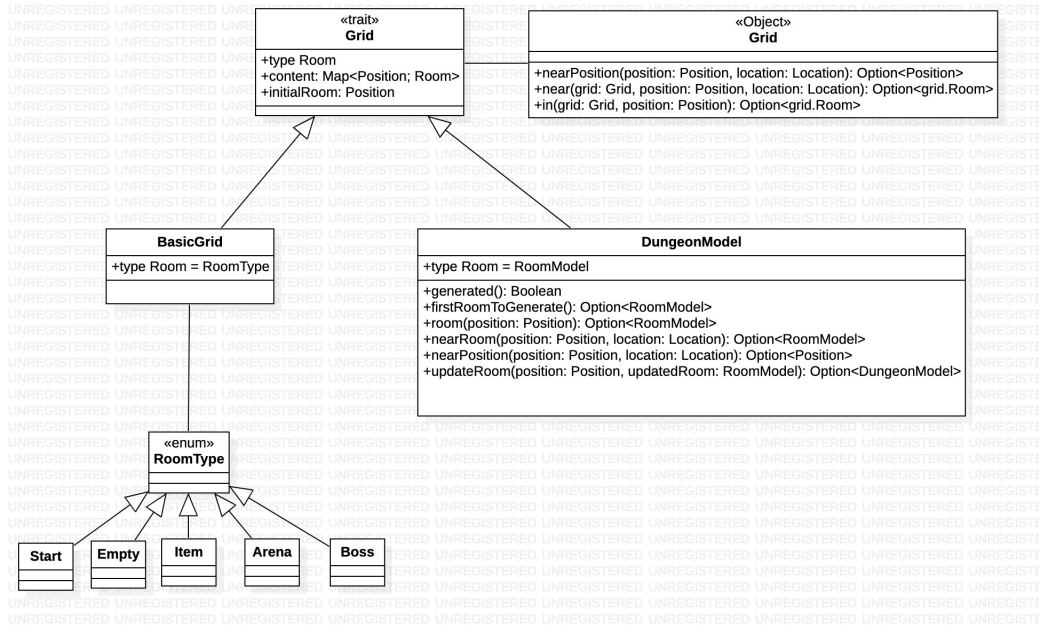 «trait»
Grid
+type Room
+content: Map<Position; Room>
+initialRoom: Position
«Object»
Grid
+nearPosition(position: Position, location: Location): Option<Position>
+near(grid: Grid, position: Position, location: Location): Option<grid.Room>
+in(grid: Grid, position: Position): Option<grid.Room>
BasicGrid
+type Room = RoomType
DungeonModel
+type Room = RoomModel
+generated(): Boolean
+firstRoomToGenerate(): Option<RoomModel>
+room(position: Position): Option<RoomModel>
+nearRoom(position: Position, location: Location): Option<RoomModel>
+nearPosition(position: Position, location: Location): Option<Position>
+updateRoom(position: Position, updatedRoom: RoomModel): Option<DungeonModel>
«enum»
RoomType
Start
Empty
Item
Arena
Boss
UNREGISTERED